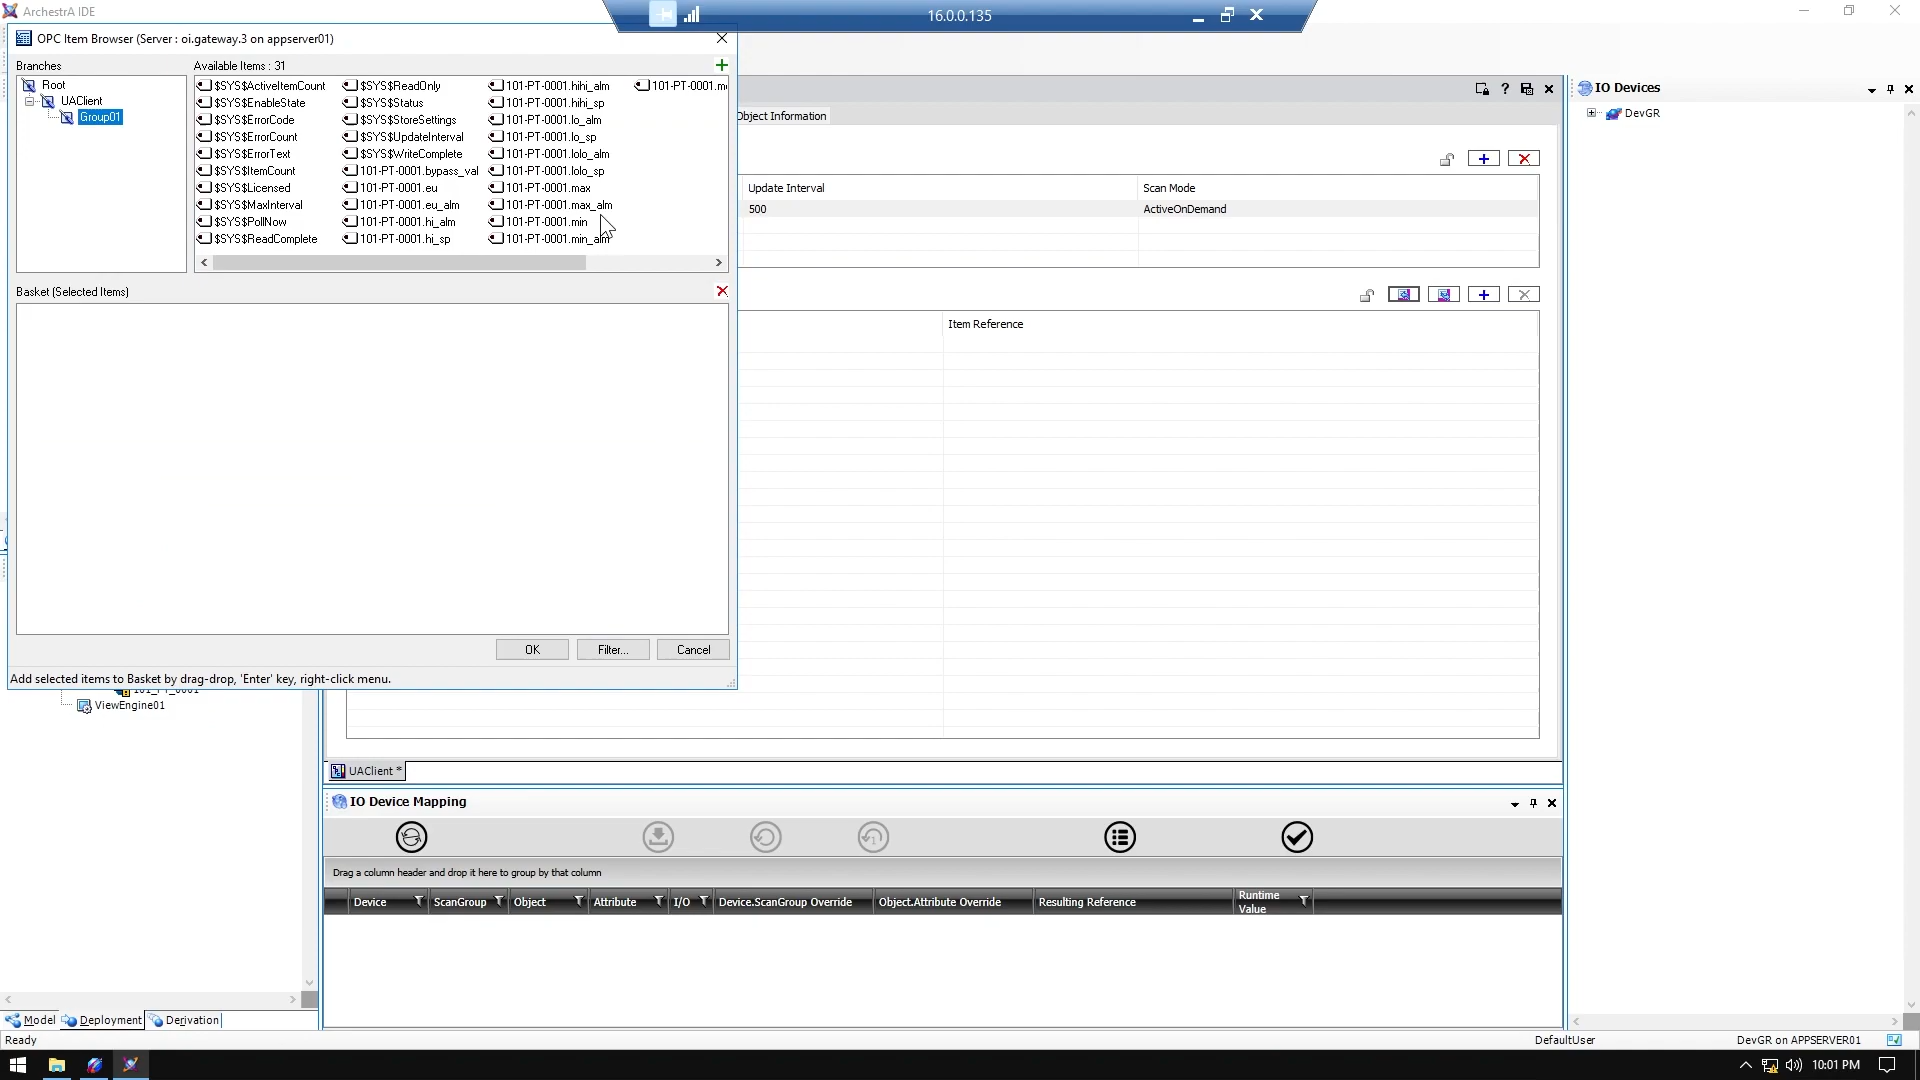 ArchestrA IDE
16.0.0.135
OPC Item Browser (Server : oi.gateway.3 on appserver01)
Branches
Available Items : 31
Root
UAClient
Group01
$SYS$ActiveItemCount
$SYS$EnableState
$SYS$ErrorCode
$SYS$ErrorCount
$SYS$ErrorText
$SYS$ItemCount
$SYS$Licensed
$SYS$MaxInterval
$SYS$PollNow
$SYS$ReadComplete
$SYS$ReadOnly
$SYS$Status
$SYS$StoreSettings
$SYS$UpdateInterval
$SYS$WriteComplete
101-PT-0001.bypass_val
101-PT-0001.eu
101-PT-0001.eu_alm
101-PT-0001.hi_alm
101-PT-0001.hi_sp
101-PT-0001.hihi_alm
101-PT-0001.hihi_sp
101-PT-0001.lo_alm
101-PT-0001.lo_sp
101-PT-0001.lolo_alm
101-PT-0001.lolo_sp
101-PT-0001.max
101-PT-0001.max_alm
101-PT-0001.min
101-PT-0001.min_alm
101-PT-0001.m
Basket (Selected Items)
OK
Filter...
Cancel
Add selected items to Basket by drag-drop, 'Enter' key, right-click menu.
Object Information
Update Interval
Scan Mode
500
ActiveOnDemand
Item Reference
IO Devices
DevGR
101_PT_0001
ViewEngine01
UAClient *
IO Device Mapping
Drag a column header and drop it here to group by that column
Device
ScanGroup
Object
Attribute
I/O
Device.ScanGroup Override
Object.Attribute Override
Resulting Reference
Runtime
Value
Model
Deployment
Derivation
Ready
DefaultUser
DevGR on APPSERVER01
10:01 PM